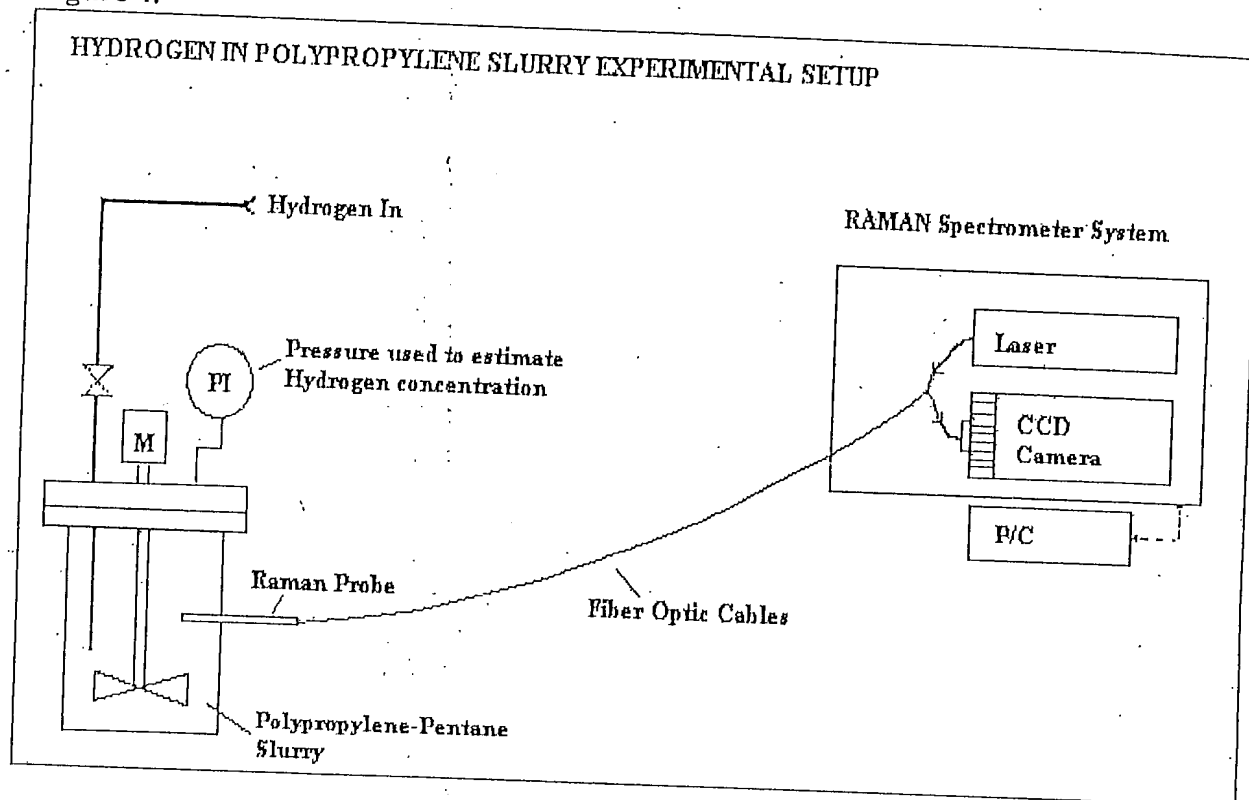 HYDROGEN IN POLYPROPYLENE SLURRY EXPERIMENTAL SETUP
Hydrogen In
RAMAN Spectrometer System
Laser
Pressure used to estimate
Hydrogen concentration
PI
M
CCD
Camera
P/C
Raman Probe
Fiber Optic Cables
Polypropylene-Pentane
Slurry